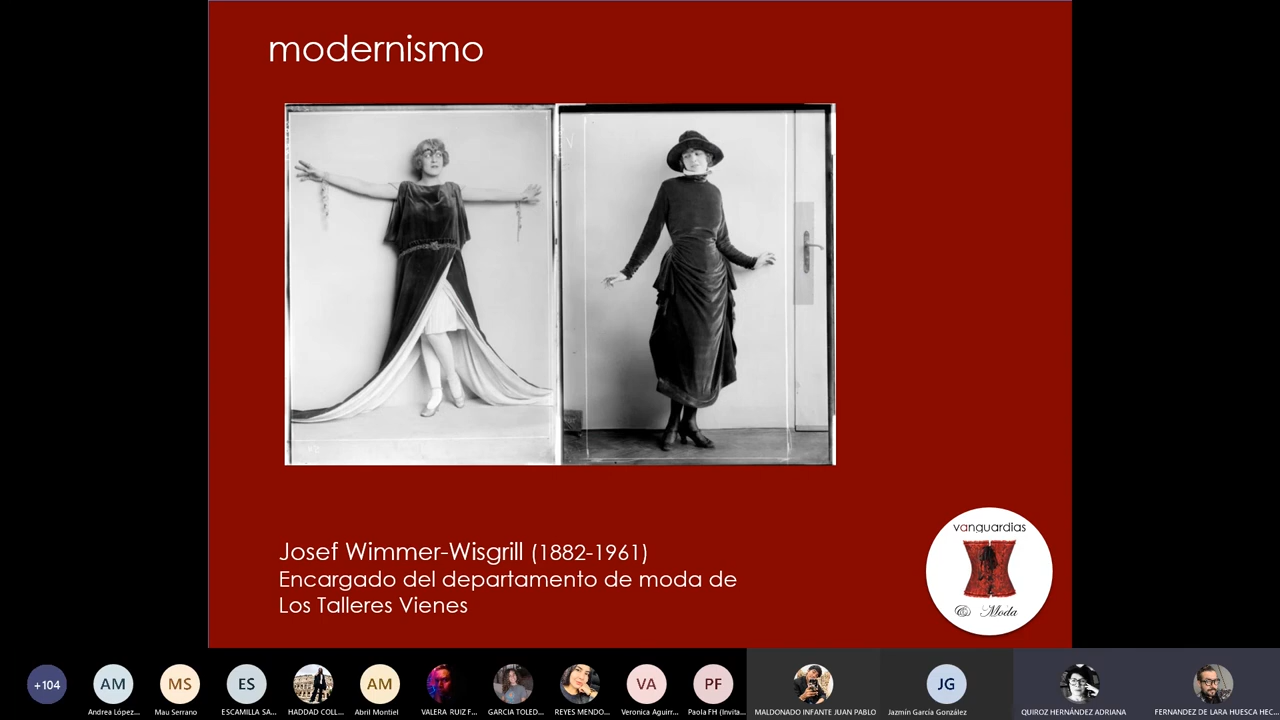 modernismo
Josef Wimmer-Wisgrill (1882-1961)
Encargado del departamento de moda de
Los Talleres Vienes
vanguardias
& Moda
+104
AM
MS
ES
AM
VA
PF
JG
Andrea López...
Mau Serrano
ESCAMILLA SA...
HADDAD COLL...
Abril Montiel
VALERA RUIZ F...
GARCIA TOLED...
REYES MENDO...
Veronica Aguirr...
Paola FH (Invita...
MALDONADO INFANTE JUAN PABLO
Jazmín García González
QUIROZ HERNÁNDEZ ADRIANA
FERNANDEZ DE LARA HUESCA HEC...